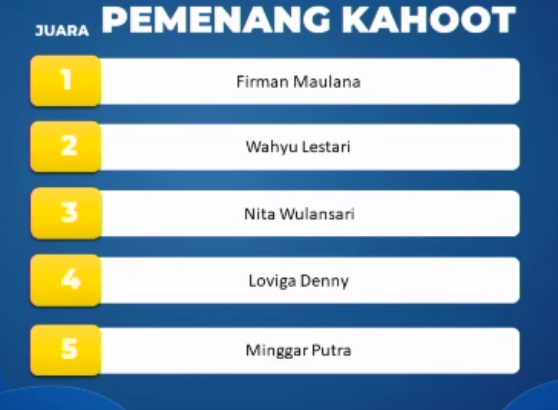 JUARA PEMENANG KAHOOT
1 Firman Maulana
2 Wahyu Lestari
3 Nita Wulansari
4 Loviga Denny
5 Minggar Putra